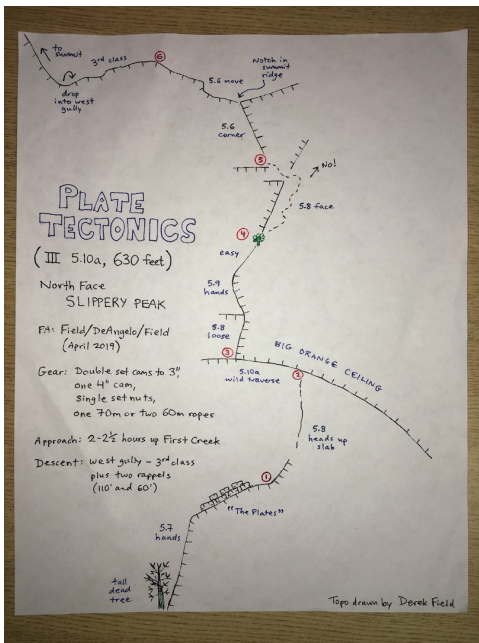 to
summit
3rd class
6
drop
into west
gully
5.6 move
Notch in
summit
ridge
5.6
corner
5
No!
5.8 face
PLATE
TECTONICS
(III 5.10a, 630 feet)
North Face
SLIPPERY PEAK
FA: Field/DeAngelo/Field
(April 2019)
Gear: Double set cams to 3",
one 4" cam,
single set nuts,
one 70m or two 60m ropes
Approach: 2-2½ hours up First Creek
Descent: west gully - 3rd class
plus two rappels
(110' and 60')
4
easy
5.9
hands
5.8
loose
3
5.10a
wild traverse
BIG ORANGE CEILING
2
5.8
heads up
slab
1
"The Plates"
5.7
hands
tall
dead
tree
Topo drawn by Derek Field